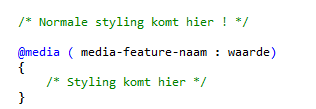 /* Normale styling komt hier ! */
@media ( media-feature-naam : waarde)
{
/* Styling komt hier */
}